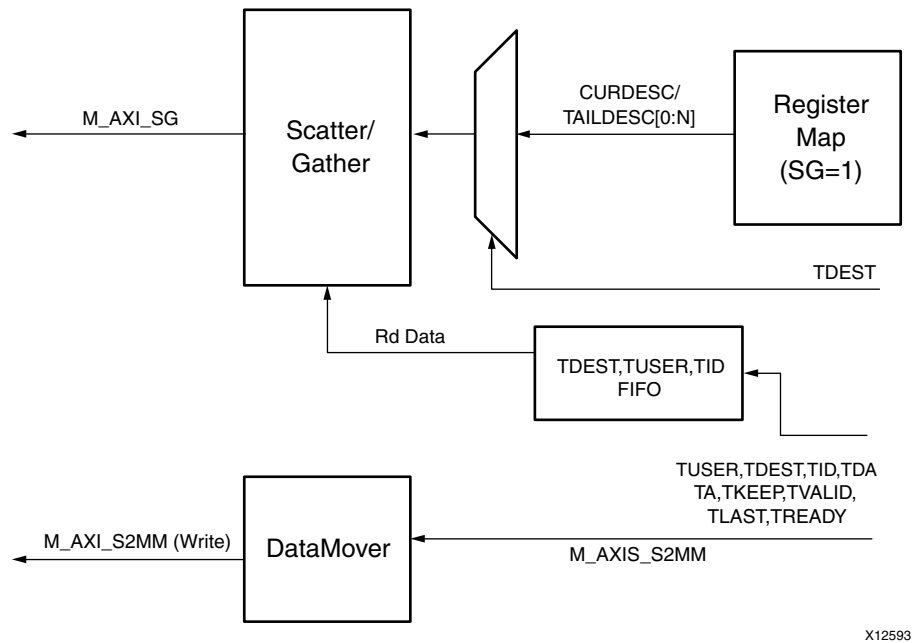 M_AXI_SG
Scatter/
Gather
CURDESC/
TAILDESC[0:N]
Register
Map
(SG=1)
TDEST
Rd Data
TDEST,TUSER,TID
FIFO
TUSER,TDEST,TID,TDA
TA,TKEEP,TVALID,
TLAST,TREADY
M_AXI_S2MM (Write)
DataMover
M_AXIS_S2MM
X12593